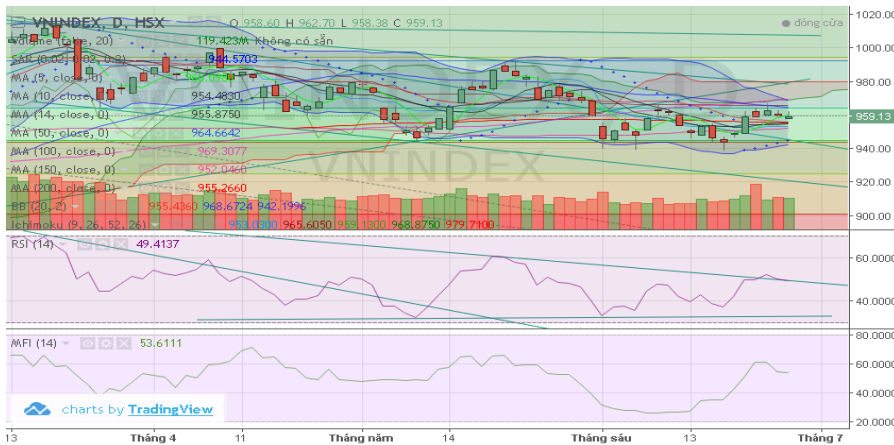 VNINDEX, D, HSX O 958.60 H 962.70 L 958.38 C 959.13
đóng cửa
Volume (false, 20) 119.423M Không có sẵn
SAR (0.02, 0.02, 0.2) 944.5703
MA (9, close, 0)
MA (10, close, 0) 954.4830
MA (14, close, 0) 955.8750
MA (50, close, 0) 964.6642
MA (100, close, 0) 969.3077
MA (150, close, 0) 952.0460
MA (200, close, 0) 955.2660
BB (20, 2) 955.4360 968.6724 942.1996
Ichimoku (9, 26, 52, 26) 953.0300 965.6050 959.1300 968.8750 979.7100
VNINDEX
1020.00
1000.00
980.00
959.13
940.00
920.00
900.00
RSI (14) 49.4137
60.0000
40.0000
MFI (14) 53.6111
80.0000
60.0000
40.0000
20.0000
charts by TradingView
13 Tháng 4 11 Tháng năm 14 Tháng sáu 13 Tháng 7